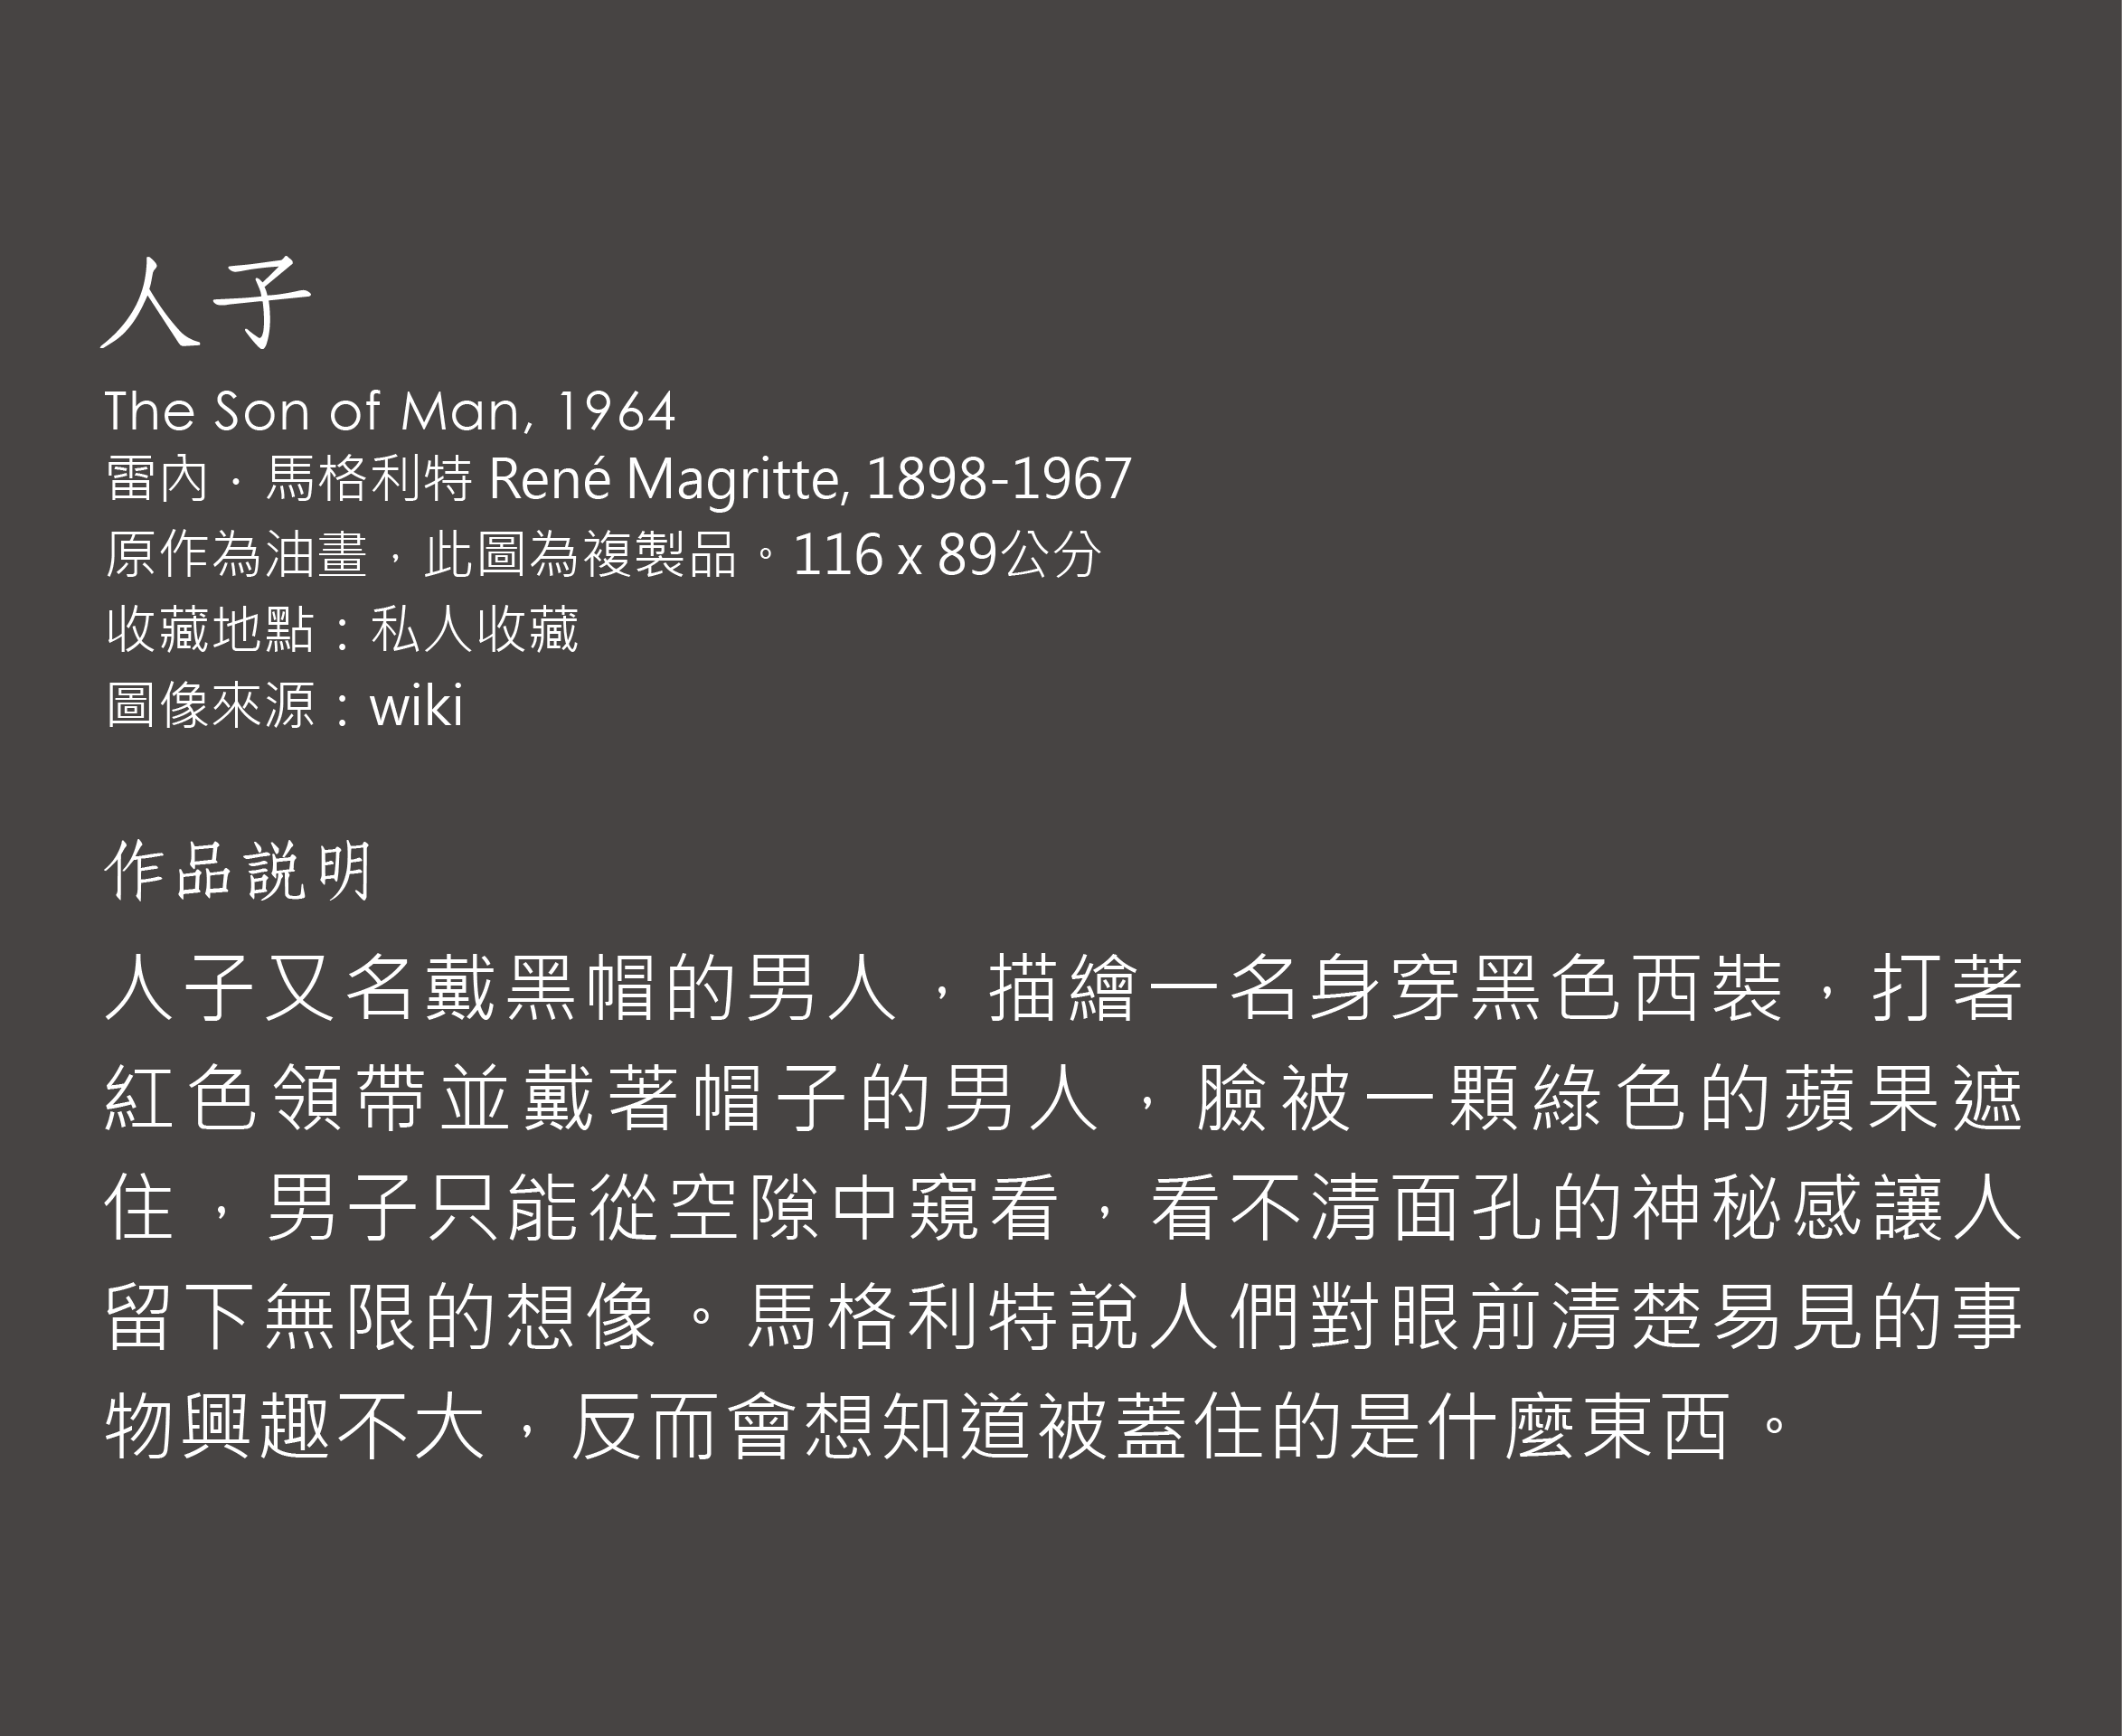 人子
The Son of Man, 1964
雷內．馬格利特 René Magritte, 1898-1967
原作為油畫，此圖為複製品。116 x 89公分
收藏地點：私人收藏
圖像來源：wiki
作品說明
人子又名戴黑帽的男人，描繪一名身穿黑色西裝，打著
紅色領帶並戴著帽子的男人，臉被一顆綠色的蘋果遮
住，男子只能從空隙中窺看，看不清面孔的神秘感讓人
留下無限的想像。馬格利特說人們對眼前清楚易見的事
物興趣不大，反而會想知道被蓋住的是什麼東西。